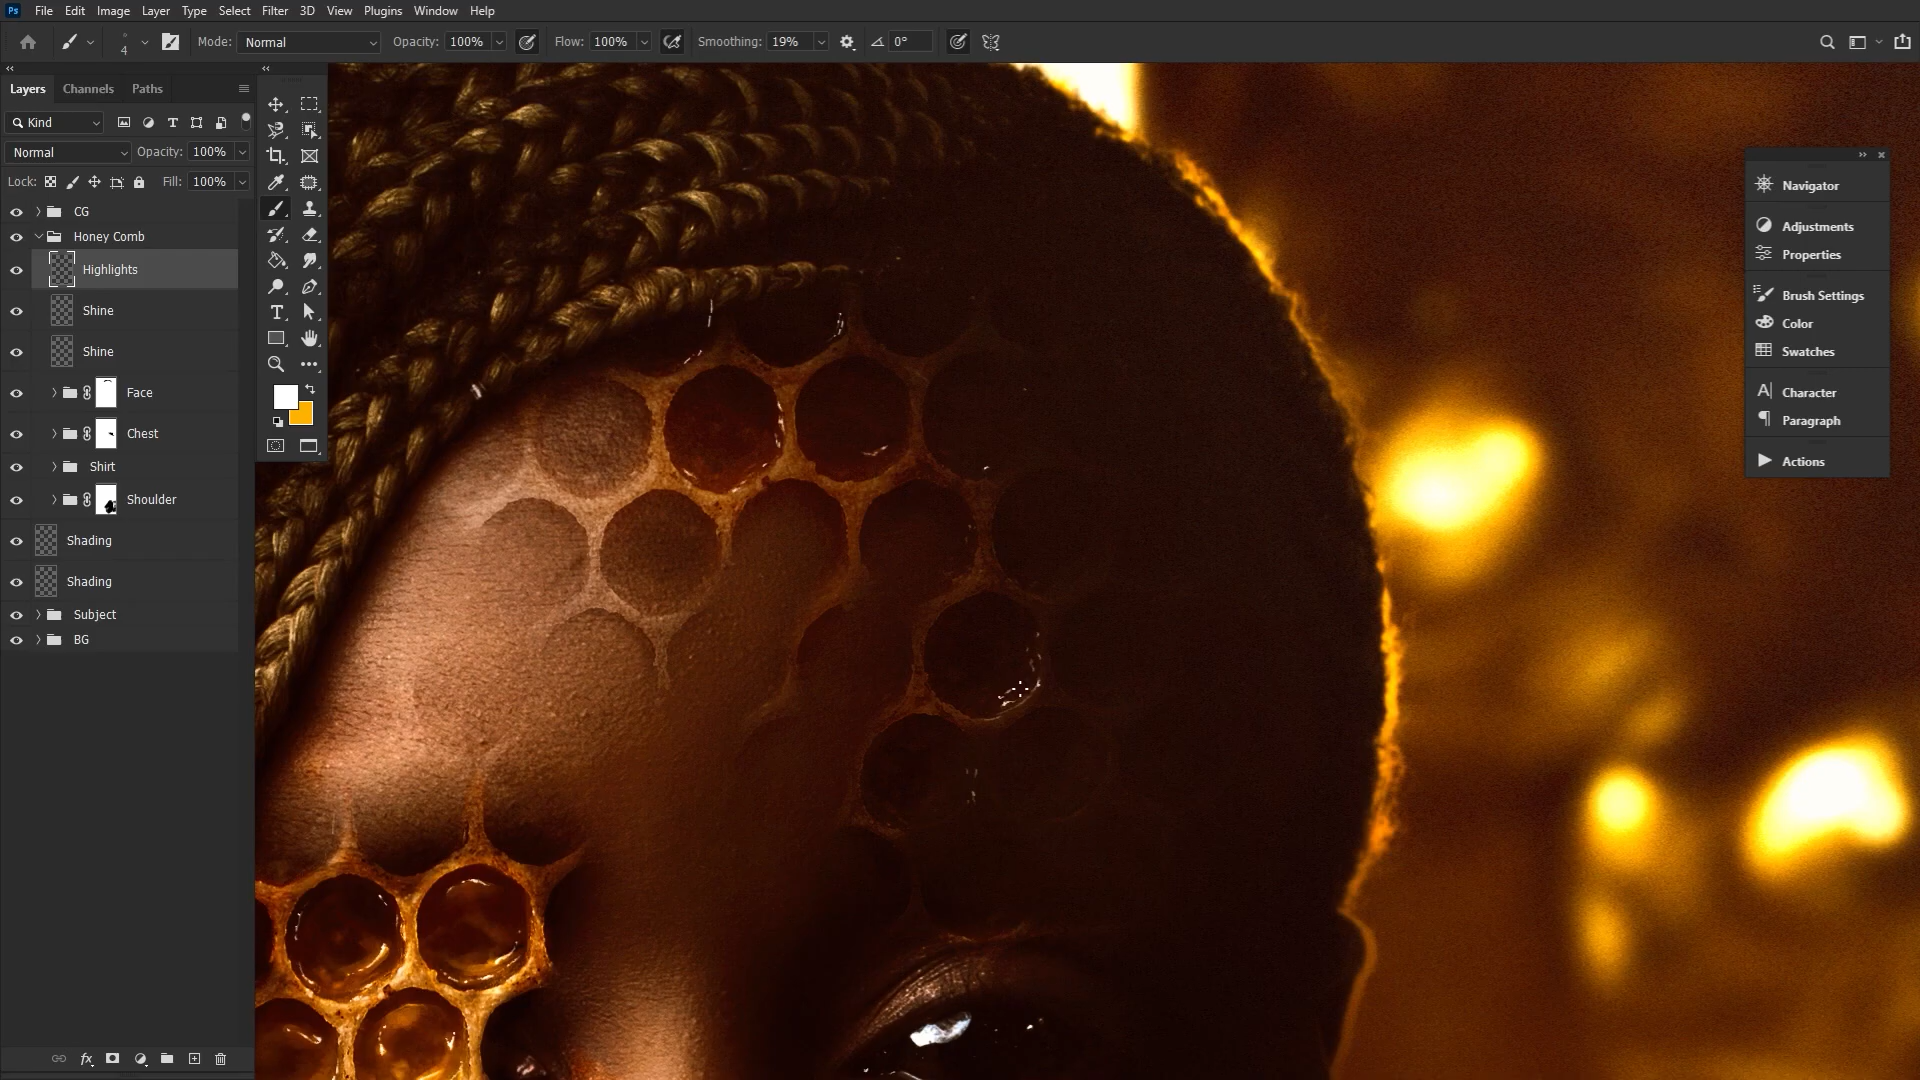 Ps File Edit Image Layer Type Select Filter 3D View Plugins Window Help
4 Mode: Normal Opacity: 100% Flow: 100% Smoothing: 19% 0°
Layers Channels Paths
Kind
Normal Opacity: 100%
Lock: Fill: 100%
CG
Honey Comb
Highlights
Shine
Shine
Face
Chest
Shirt
Shoulder
Shading
Shading
Subject
BG
fx
Navigator
Adjustments
Properties
Brush Settings
Color
Swatches
Character
Paragraph
Actions